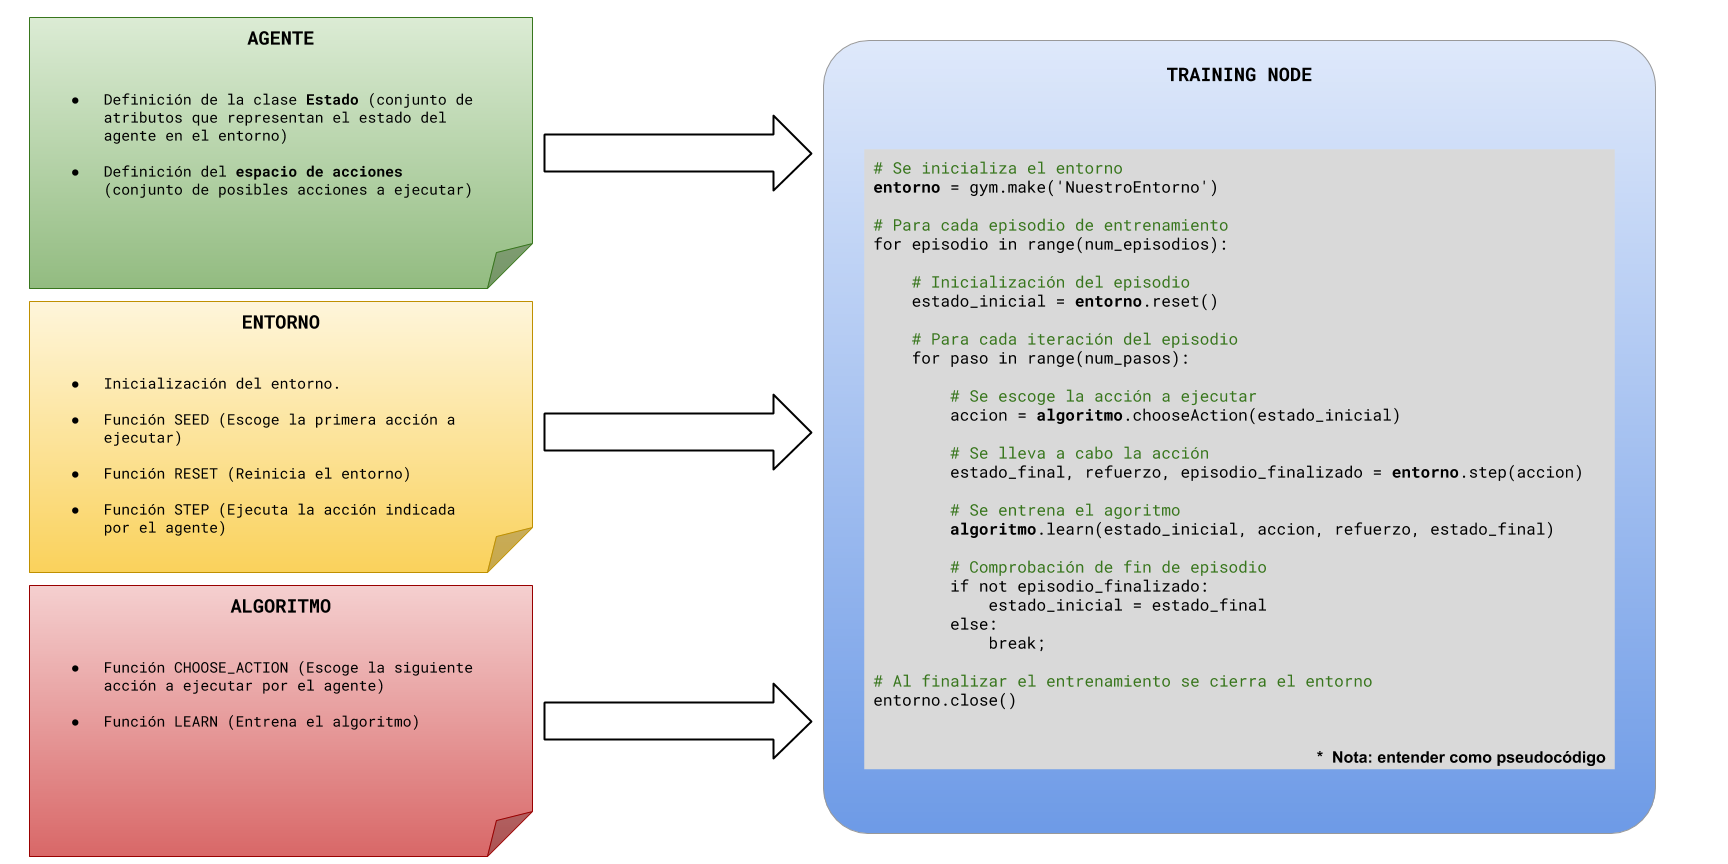 AGENTE
● Definición de la clase Estado (conjunto de
atributos que representan el estado del
agente en el entorno)
● Definición del espacio de acciones
(conjunto de posibles acciones a ejecutar)
ENTORNO
● Inicialización del entorno.
● Función SEED (Escoge la primera acción a
ejecutar)
● Función RESET (Reinicia el entorno)
● Función STEP (Ejecuta la acción indicada
por el agente)
ALGORITMO
● Función CHOOSE_ACTION (Escoge la siguiente
acción a ejecutar por el agente)
● Función LEARN (Entrena el algoritmo)
TRAINING NODE
# Se inicializa el entorno
entorno = gym.make('NuestroEntorno')
# Para cada episodio de entrenamiento
for episodio in range(num_episodios):
# Inicialización del episodio
estado_inicial = entorno.reset()
# Para cada iteración del episodio
for paso in range(num_pasos):
# Se escoge la acción a ejecutar
accion = algoritmo.chooseAction(estado_inicial)
# Se lleva a cabo la acción
estado_final, refuerzo, episodio_finalizado = entorno.step(accion)
# Se entrena el agoritmo
algoritmo.learn(estado_inicial, accion, refuerzo, estado_final)
# Comprobación de fin de episodio
if not episodio_finalizado:
estado_inicial = estado_final
else:
break;
# Al finalizar el entrenamiento se cierra el entorno
entorno.close()
* Nota: entender como pseudocódigo